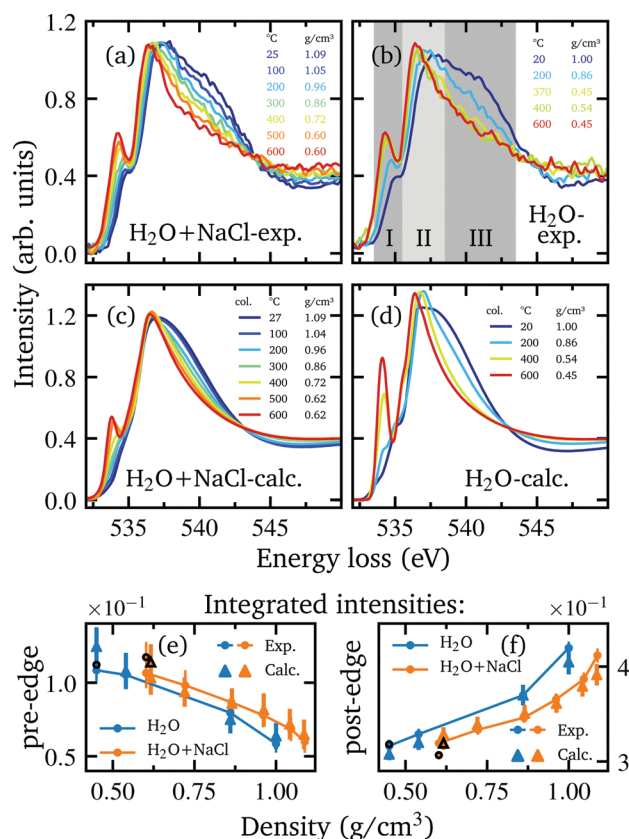 (a)
°C g/cm³
25 1.09
100 1.05
200 0.96
300 0.86
400 0.72
500 0.60
600 0.60
H₂O+NaCl-exp.
(b)
°C g/cm³
20 1.00
200 0.86
370 0.45
400 0.54
600 0.45
I II III
H₂O-
exp.
1.2
0.8
0.4
0.0
Intensity (arb. units)
(c)
col. °C g/cm³
27 1.09
100 1.04
200 0.96
300 0.86
400 0.72
500 0.62
600 0.62
H₂O+NaCl-calc.
(d)
col. °C g/cm³
20 1.00
200 0.86
400 0.54
600 0.45
H₂O-calc.
1.2
0.8
0.4
0.0
535 540 545 535 540 545
Energy loss (eV)
×10⁻¹ Integrated intensities: ×10⁻¹
(e)
Exp.
Calc.
H₂O
H₂O+NaCl
1.0
0.5
pre-edge
0.50 0.75 1.00
(f)
H₂O
H₂O+NaCl
Exp.
Calc.
4
3
post-edge
0.50 0.75 1.00
Density (g/cm³)